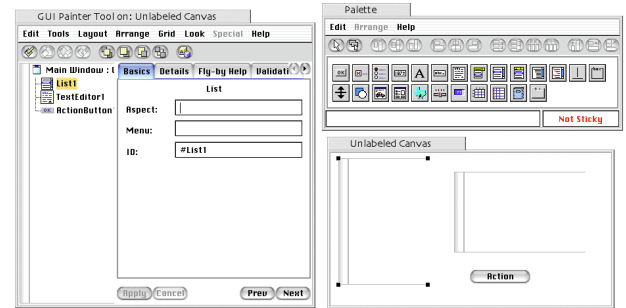 GUI Painter Tool on: Unlabeled Canvas
Edit Tools Layout Arrange Grid Look Special Help
Main Window : L
List1
TextEditor1
ActionButton
Basics Details Fly-by Help Validati
List
Aspect:
Menu:
ID: #List1
Apply Cancel Prev Next
Palette
Edit Arrange Help
OK
A
Not Sticky
Unlabeled Canvas
Action